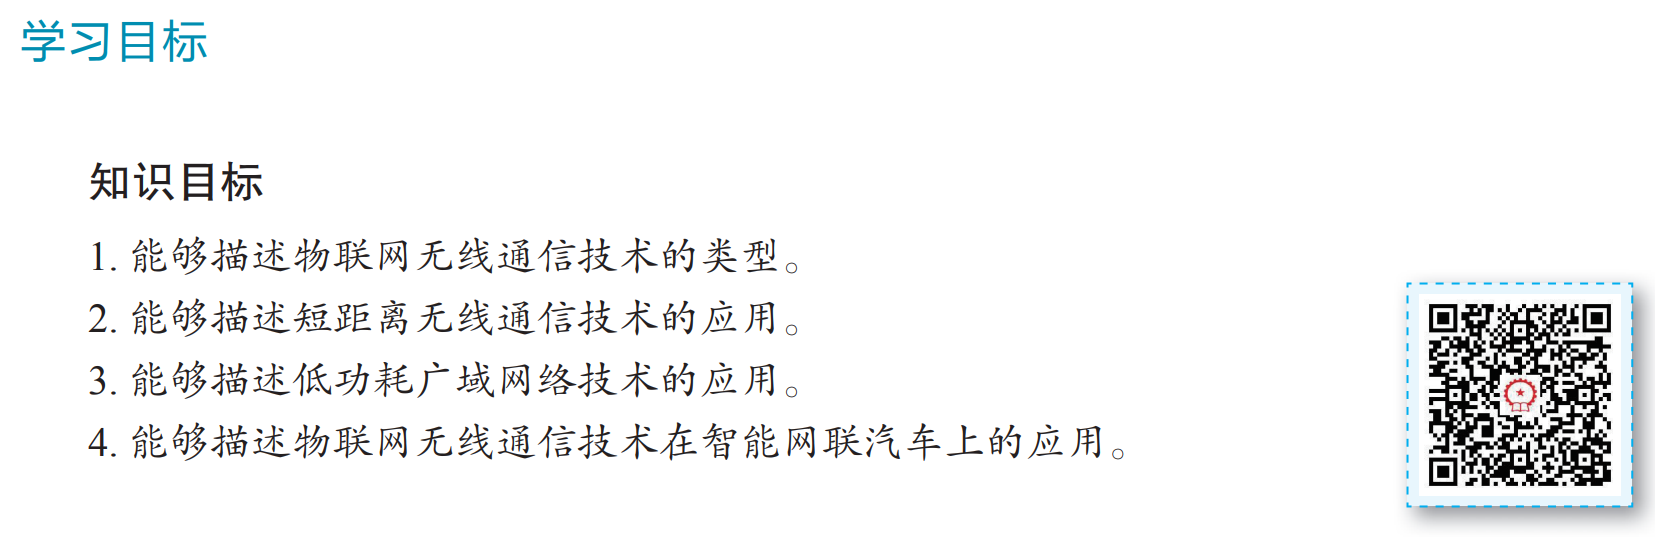 学习目标
知识目标
1. 能够描述物联网无线通信技术的类型。
2. 能够描述短距离无线通信技术的应用。
3. 能够描述低功耗广域网络技术的应用。
4. 能够描述物联网无线通信技术在智能网联汽车上的应用。